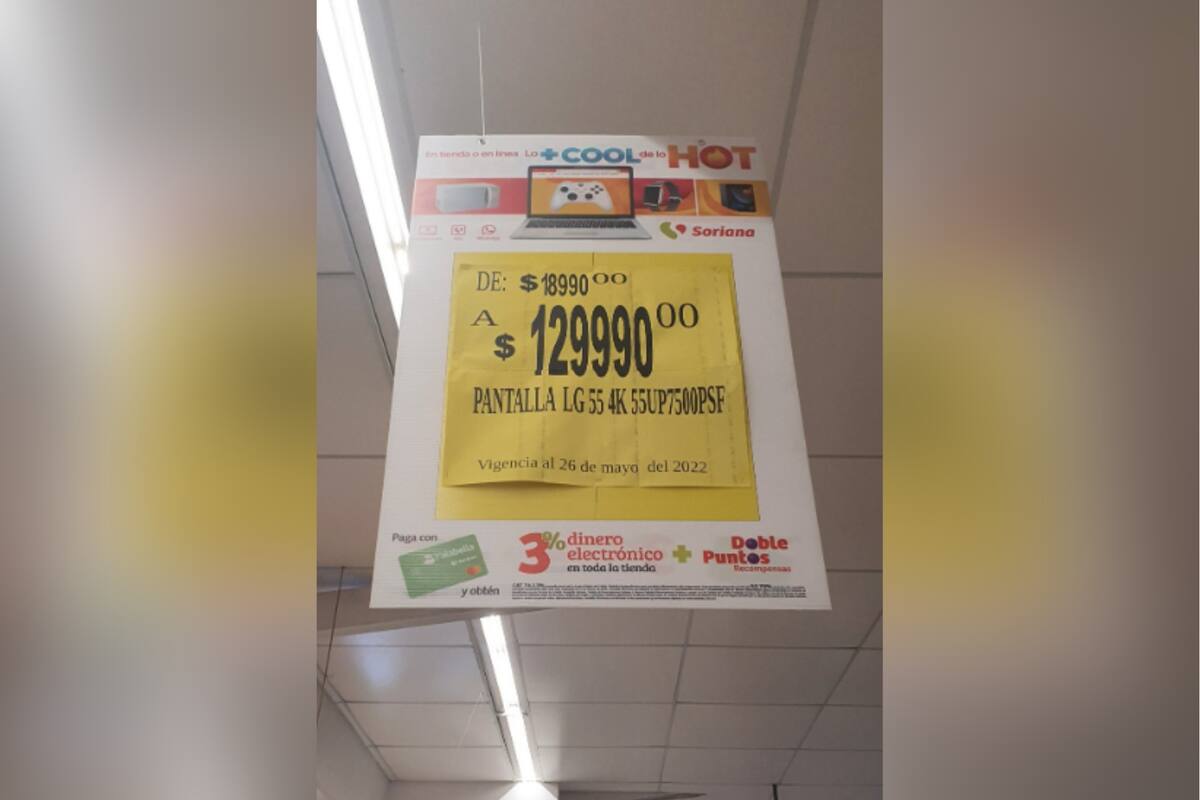 En tienda o en línea Lo +COOL de lo HOT
WhatsApp
Soriana
DE: $18990 00
A $129990 00
PANTALLA LG 55 4K 55UP7500PSF
Vigencia al 26 de mayo del 2022
Paga con
Falabella
y obtén
3% dinero electrónico en toda la tienda
+
Doble Puntos Recompensas